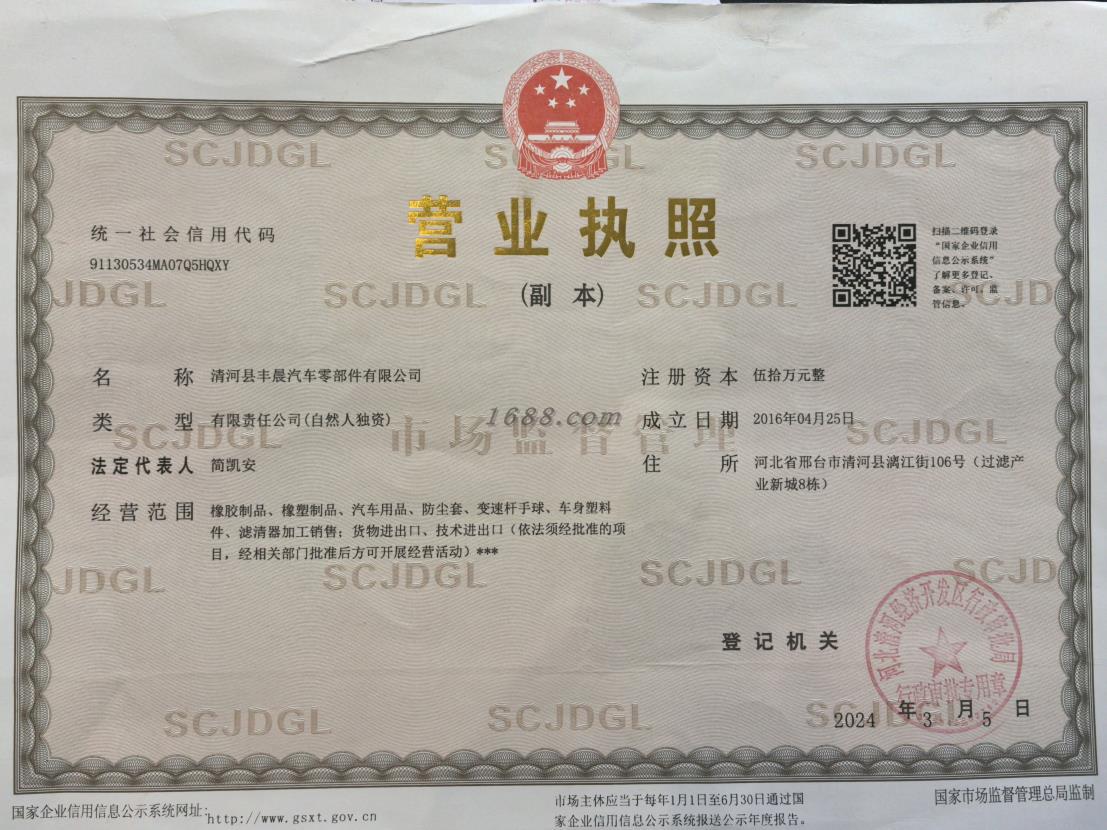 营业执照
(副 本)
统一社会信用代码
91130534MA07Q5HQXY
扫描二维码登录
“国家企业信用
信息公示系统”
了解更多登记、
备案、许可、监
管信息。
名 称 清河县丰晨汽车零部件有限公司
类 型 有限责任公司(自然人独资)
法定代表人 简凯安
经营范围 橡胶制品、橡塑制品、汽车用品、防尘套、变速杆手球、车身塑料
件、滤清器加工销售；货物进出口、技术进出口（依法须经批准的项
目，经相关部门批准后方可开展经营活动）***
注册资本 伍拾万元整
成立日期 2016年04月25日
住 所 河北省邢台市清河县漓江街106号（过滤产
业新城8栋）
1688.com
市场监督管理
SCJDGL
SCJDGL
JDGL
SCJDGL
SCJDGL
SCJD
SCJDGL
SCJDGL
JDGL
SCJDGL
SCJDGL
SCJD
SCJDGL
SCJDGL
登记机关
河北清河经济开发区行政审批局
行政审批专用章
2024 年 3 月 5 日
国家企业信用信息公示系统网址:http://www.gsxt.gov.cn
市场主体应当于每年1月1日至6月30日通过国
家企业信用信息公示系统报送公示年度报告。
国家市场监督管理总局监制